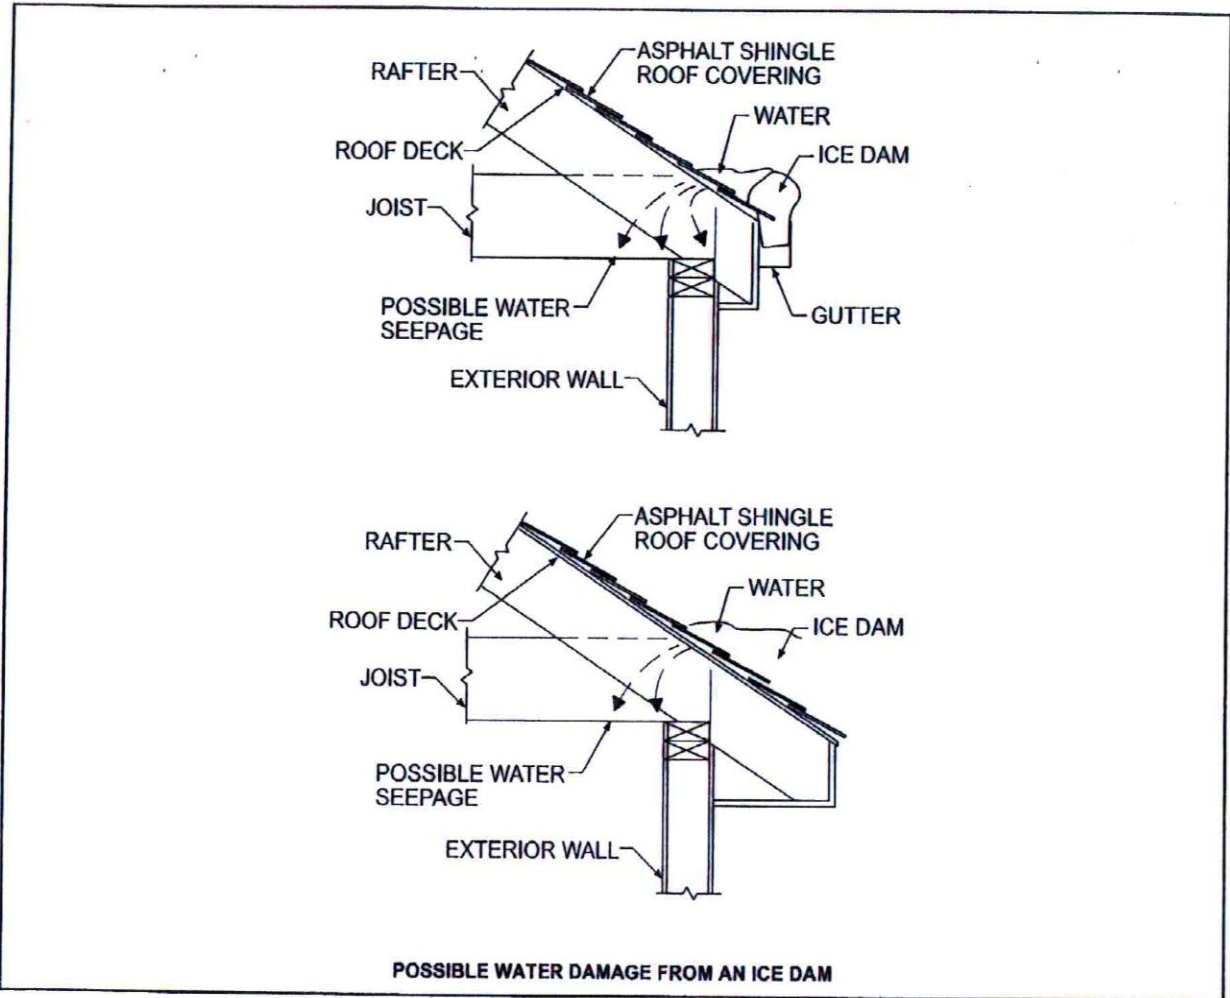 ASPHALT SHINGLE
ROOF COVERING
RAFTER
WATER
ROOF DECK
ICE DAM
JOIST
POSSIBLE WATER
SEEPAGE
GUTTER
EXTERIOR WALL
ASPHALT SHINGLE
ROOF COVERING
RAFTER
WATER
ROOF DECK
ICE DAM
JOIST
POSSIBLE WATER
SEEPAGE
EXTERIOR WALL
POSSIBLE WATER DAMAGE FROM AN ICE DAM